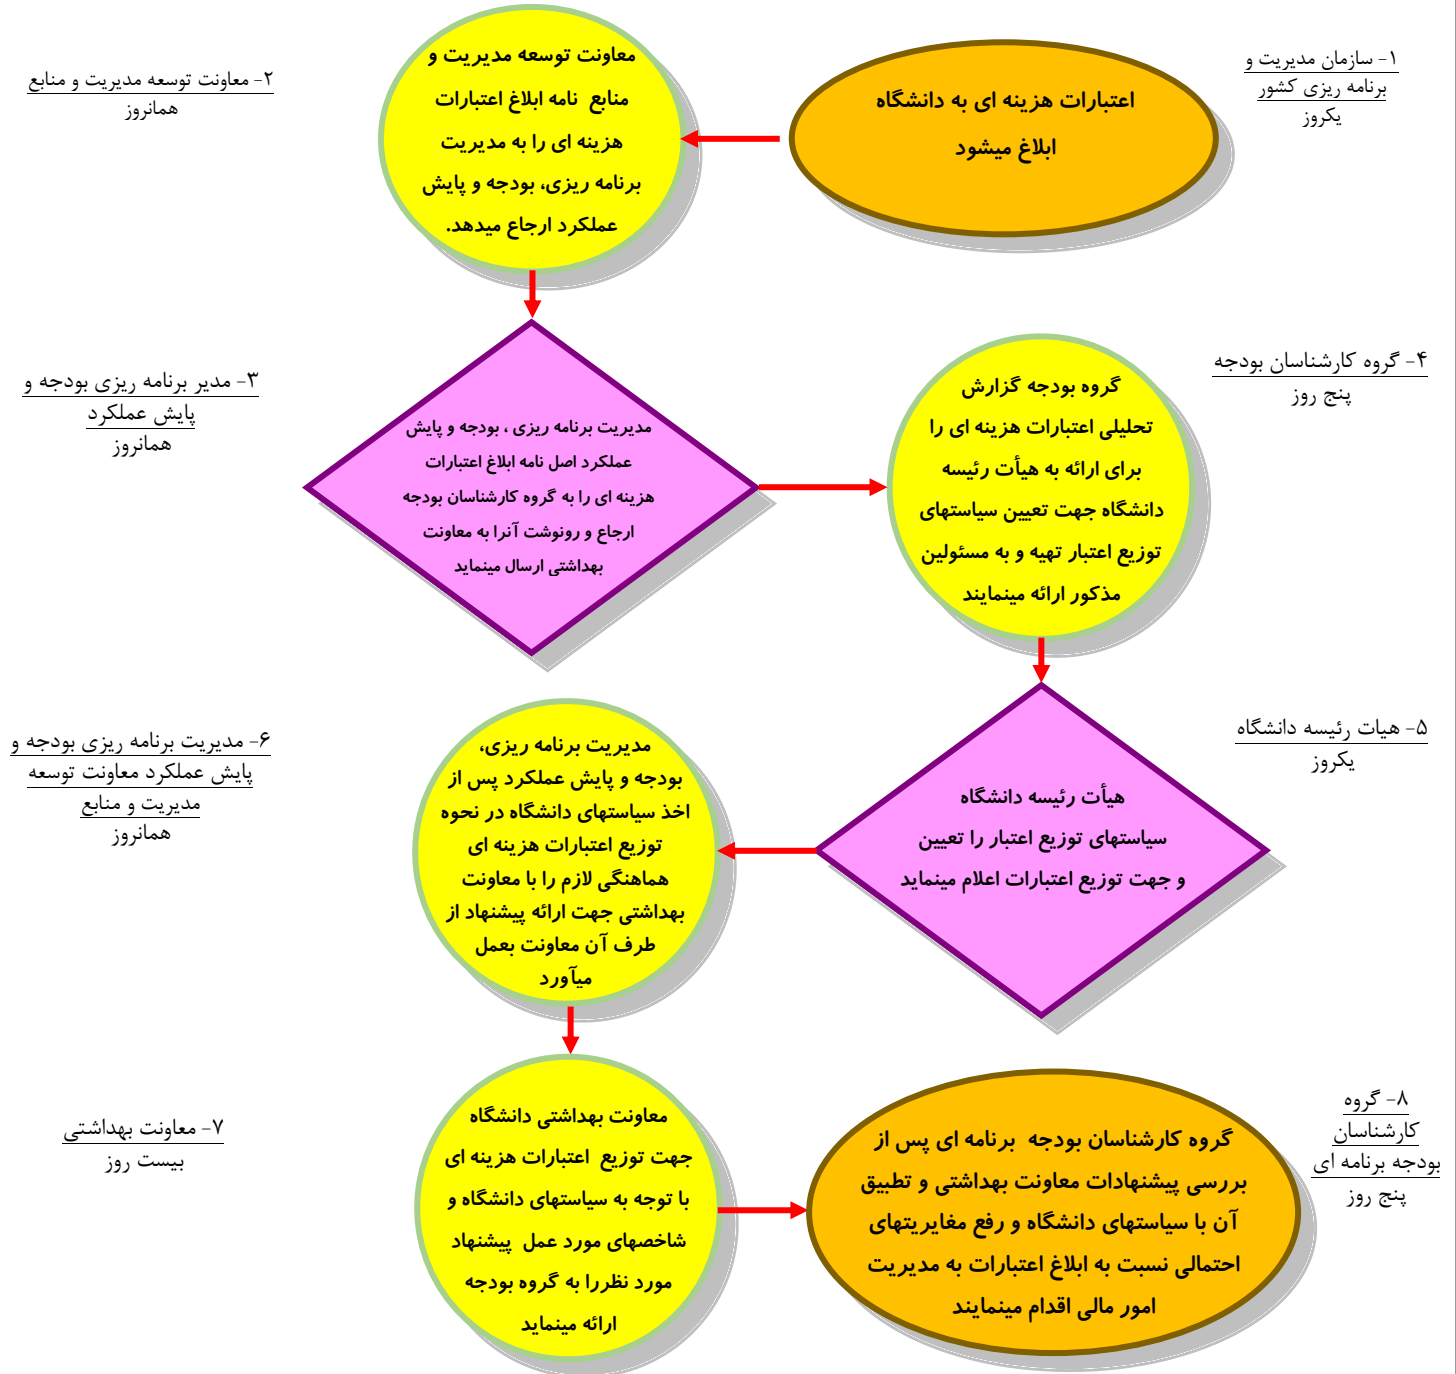 ۱- سازمان مدیریت و
برنامه ریزی کشور
یکروز
اعتبارات هزینه ای به دانشگاه
ابلاغ میشود
معاونت توسعه مدیریت و
منابع نامه ابلاغ اعتبارات
هزینه ای را به مدیریت
برنامه ریزی، بودجه و پایش
عملکرد ارجاع میدهد.
۲- معاونت توسعه مدیریت و منابع
همانروز
۳- مدیر برنامه ریزی بودجه و
پایش عملکرد
همانروز
مدیریت برنامه ریزی ، بودجه و پایش
عملکرد اصل نامه ابلاغ اعتبارات
هزینه ای را به گروه کارشناسان بودجه
ارجاع و رونوشت آنرا به معاونت
بهداشتی ارسال مینماید
۴- گروه کارشناسان بودجه
پنج روز
گروه بودجه گزارش
تحلیلی اعتبارات هزینه ای را
برای ارائه به هیأت رئیسه
دانشگاه جهت تعیین سیاستهای
توزیع اعتبار تهیه و به مسئولین
مذکور ارائه مینمایند
۵- هیات رئیسه دانشگاه
یکروز
هیأت رئیسه دانشگاه
سیاستهای توزیع اعتبار را تعیین
و جهت توزیع اعتبارات اعلام مینماید
مدیریت برنامه ریزی،
بودجه و پایش عملکرد پس از
اخذ سیاستهای دانشگاه در نحوه
توزیع اعتبارات هزینه ای
هماهنگی لازم را با معاونت
بهداشتی جهت ارائه پیشنهاد از
طرف آن معاونت بعمل
میآورد
۶- مدیریت برنامه ریزی بودجه و
پایش عملکرد معاونت توسعه
مدیریت و منابع
همانروز
۷- معاونت بهداشتی
بیست روز
معاونت بهداشتی دانشگاه
جهت توزیع اعتبارات هزینه ای
با توجه به سیاستهای دانشگاه و
شاخصهای مورد عمل پیشنهاد
مورد نظررا به گروه بودجه
ارائه مینماید
۸- گروه
کارشناسان
بودجه برنامه ای
پنج روز
گروه کارشناسان بودجه برنامه ای پس از
بررسی پیشنهادات معاونت بهداشتی و تطبیق
آن با سیاستهای دانشگاه و رفع مغایریتهای
احتمالی نسبت به ابلاغ اعتبارات به مدیریت
امور مالی اقدام مینمایند